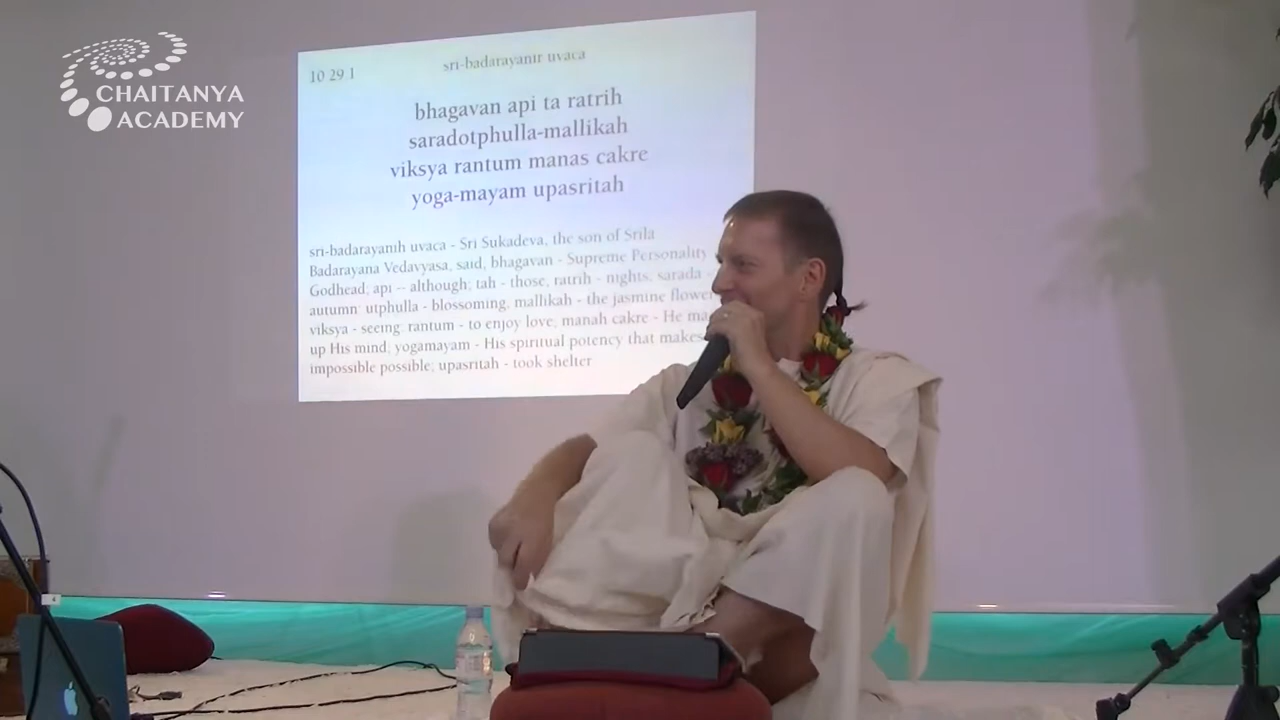 CHAITANYA
ACADEMY
10 29 1
sri-badarayanir uvaca
bhagavan api ta ratrih
saradotphulla-mallikah
viksya rantum manas cakre
yoga-mayam upasritah
sri-badarayanih uvaca - Sri Sukadeva, the son of Srila
Badarayana Vedavyasa, said, bhagavan - Supreme Personality
Godhead; api -- although; tah - those, ratrih - nights, sarada -
autumn utphulla - blossoming, mallikah - the jasmine flower
viksya - seeing rantum - to enjoy love, manah cakre - He ma
up His mind, yogamayam - His spiritual potency that makes
impossible possible; upasritah - took shelter